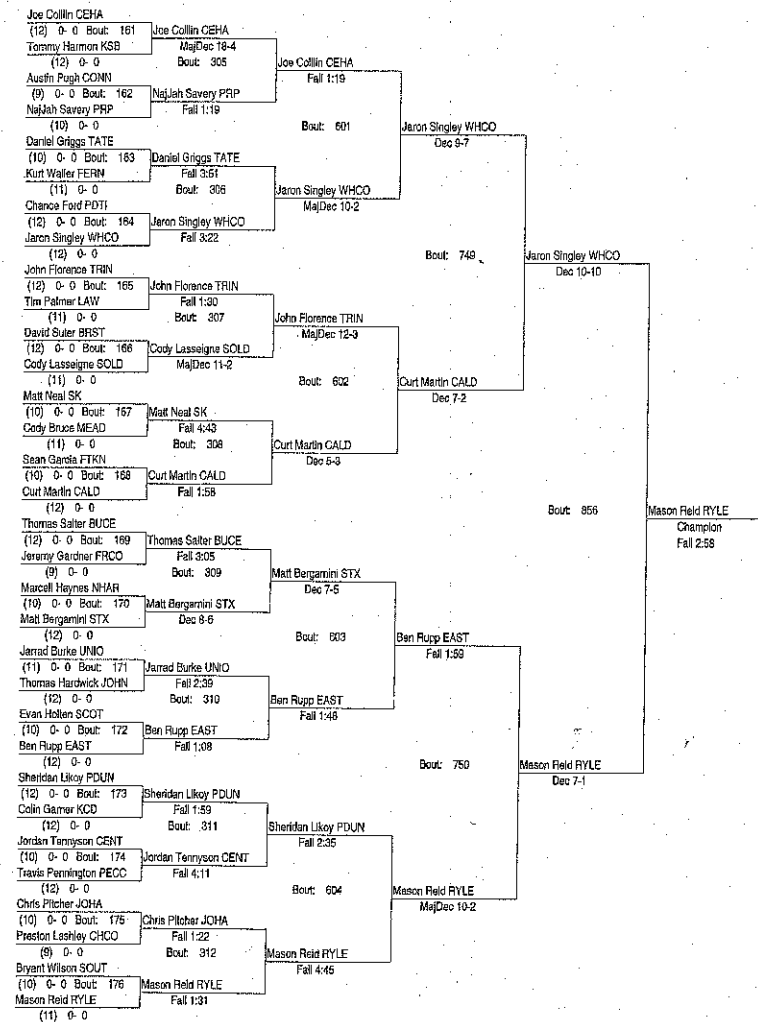 Joe Collin CEHA
(12) 0- 0 Bout: 161 Joe Collin CEHA
Tommy Harmon KSB MajDec 18-4
(12) 0- 0 Bout: 305 Joe Collin CEHA
Austin Pugh CONN Fall 1:19
(9) 0- 0 Bout: 162 NajJah Savery PRP
NajJah Savery PRP Fall 1:19
(10) 0- 0 Bout: 601 Jaron Singley WHCO
Daniel Griggs TATE Dec 9-7
(10) 0- 0 Bout: 163 Daniel Griggs TATE
Kurt Waller FERN Fall 3:51
(11) 0- 0 Bout: 306 Jaron Singley WHCO
Chance Ford PDTI MajDec 10-2
(12) 0- 0 Bout: 164 Jaron Singley WHCO
Jaron Singley WHCO Fall 3:22
(12) 0- 0 Bout: 749 Jaron Singley WHCO
John Florence TRIN Dec 10-10
(12) 0- 0 Bout: 165 John Florence TRIN
Tim Palmer LAW Fall 1:30
(11) 0- 0 Bout: 307 John Florence TRIN
David Suter BRST MajDec 12-3
(12) 0- 0 Bout: 166 Cody Lasseigne SOLD
Cody Lasseigne SOLD MajDec 11-2
(11) 0- 0 Bout: 602 Curt Martin CALD
Matt Neal SK Dec 7-2
(10) 0- 0 Bout: 167 Matt Neal SK
Cody Bruce MEAD Fall 4:43
(11) 0- 0 Bout: 308 Curt Martin CALD
Sean Garcia FTKN Dec 5-3
(10) 0- 0 Bout: 168 Curt Martin CALD
Curt Martin CALD Fall 1:58
(12) 0- 0 Bout: 856 Mason Reid RYLE
Thomas Salter BUCE Champion
(12) 0- 0 Bout: 169 Thomas Salter BUCE Fall 2:58
Jeremy Gardner FRCO Fall 3:05
(9) 0- 0 Bout: 309 Matt Bergamini STX
Marcell Haynes NHAR Dec 7-5
(10) 0- 0 Bout: 170 Matt Bergamini STX
Matt Bergamini STX Dec 8-6
(12) 0- 0 Bout: 603 Ben Rupp EAST
Jarrad Burke UNIO Fall 1:59
(11) 0- 0 Bout: 171 Jarrad Burke UNIO
Thomas Hardwick JOHN Fall 2:39
(12) 0- 0 Bout: 310 Ben Rupp EAST
Evan Holten SCOT Fall 1:48
(10) 0- 0 Bout: 172 Ben Rupp EAST
Ben Rupp EAST Fall 1:08
(12) 0- 0 Bout: 750 Mason Reid RYLE
Sheridan Likoy PDUN Dec 7-1
(12) 0- 0 Bout: 173 Sheridan Likoy PDUN
Colin Garner KCD Fall 1:59
(12) 0- 0 Bout: 311 Sheridan Likoy PDUN
Jordan Tennyson CENT Fall 2:35
(10) 0- 0 Bout: 174 Jordan Tennyson CENT
Travis Pennington PECC Fall 4:11
(12) 0- 0 Bout: 604 Mason Reid RYLE
Chris Pitcher JOHA MajDec 10-2
(10) 0- 0 Bout: 175 Chris Pitcher JOHA
Preston Lashley CHCO Fall 1:22
(9) 0- 0 Bout: 312 Mason Reid RYLE
Bryant Wilson SOUT Fall 4:45
(10) 0- 0 Bout: 176 Mason Reid RYLE
Mason Reid RYLE Fall 1:31
(11) 0- 0